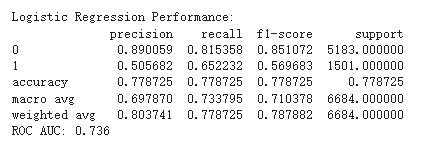 Logistic Regression Performance:
precision recall f1-score support
0 0.890059 0.815358 0.851072 5183.000000
1 0.505682 0.652232 0.569683 1501.000000
accuracy 0.778725 0.778725 0.778725 0.778725
macro avg 0.697870 0.733795 0.710378 6684.000000
weighted avg 0.803741 0.778725 0.787882 6684.000000
ROC AUC: 0.736